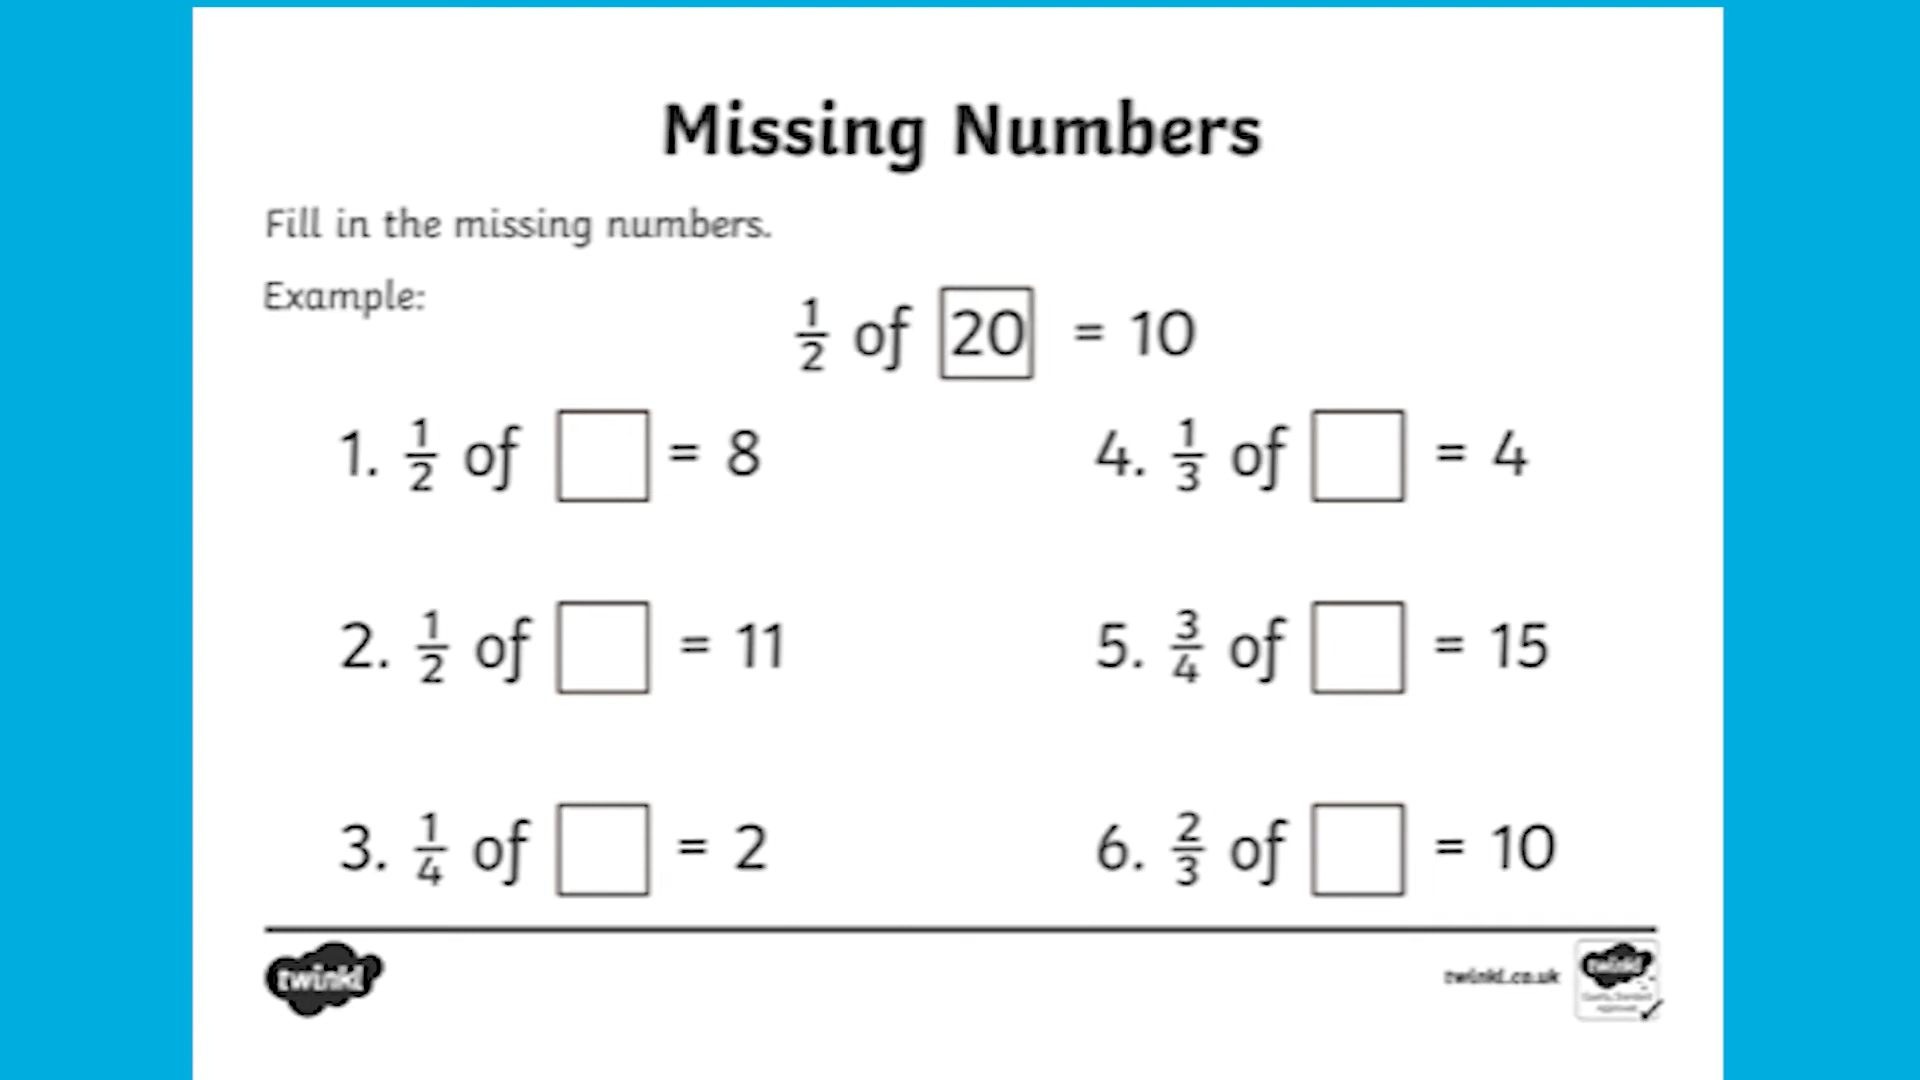 Missing Numbers
Fill in the missing numbers.
Example:
1/2 of 20 = 10
1. 1/2 of = 8
4. 1/3 of = 4
2. 1/2 of = 11
5. 3/4 of = 15
3. 1/4 of = 2
6. 2/3 of = 10
twinkl
twinkl.co.uk
twinkl